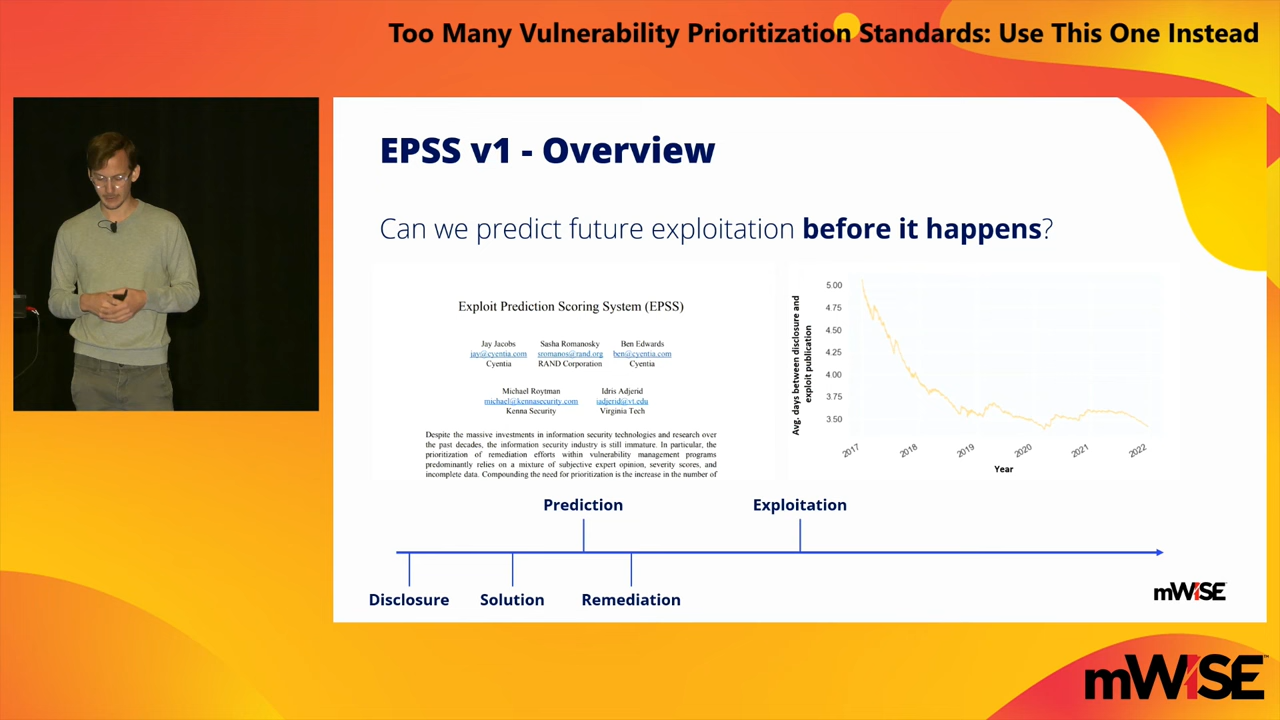 Too Many Vulnerability Prioritization Standards: Use This One Instead
EPSS v1 - Overview
Can we predict future exploitation before it happens?
Exploit Prediction Scoring System (EPSS)
Jay Jacobs Sasha Romanosky Ben Edwards
jay@cyentia.com sromanos@rand.org ben@cyentia.com
Cyentia RAND Corporation Cyentia
Michael Roytman Idris Adjerid
michael@kennasecurity.com iadjerid@vt.edu
Kenna Security Virginia Tech
Despite the massive investments in information security technologies and research over
the past decades, the information security industry is still immature. In particular, the
prioritization of remediation efforts within vulnerability management programs
predominantly relies on a mixture of subjective expert opinion, severity scores, and
incomplete data. Compounding the need for prioritization is the increase in the number of
Avg. days between disclosure and
exploit publication
5.00
4.75
4.50
4.25
4.00
3.75
3.50
2017 2018 2019 2020 2021 2022
Year
Prediction Exploitation
Disclosure Solution Remediation
mWISE
mWISE™